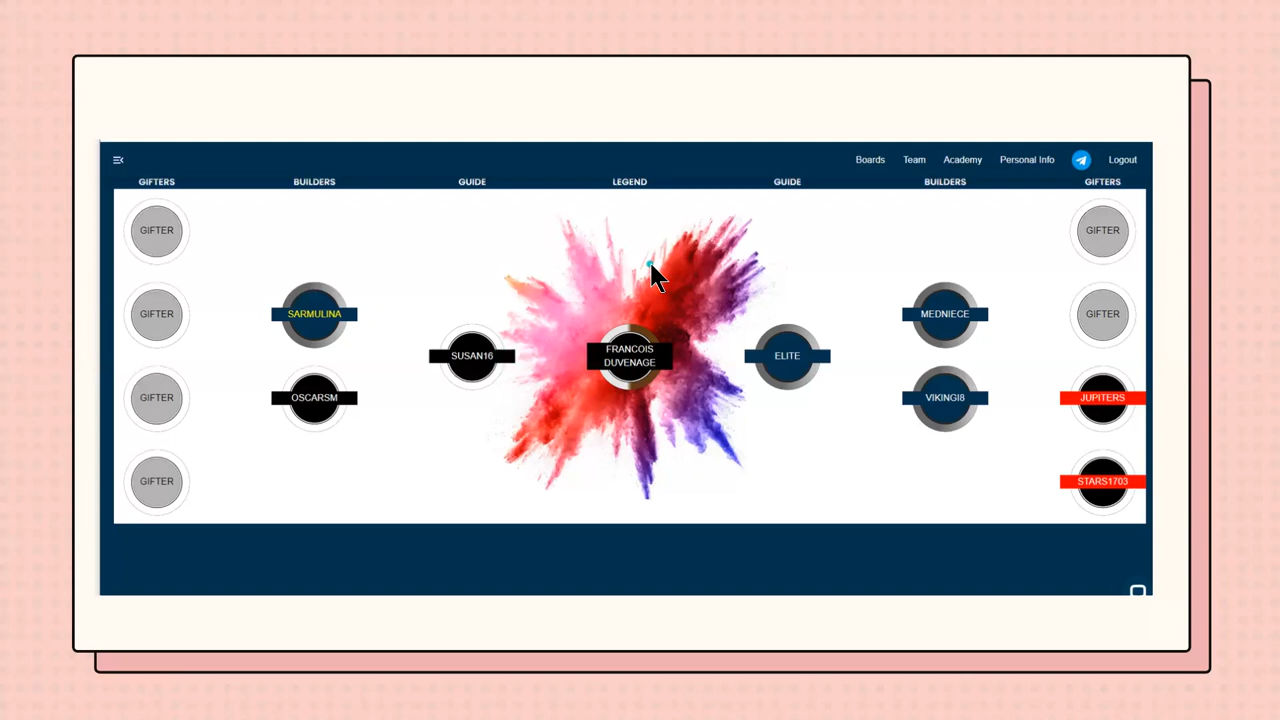 Boards Team Academy Personal Info Logout
GIFTERS BUILDERS GUIDE LEGEND GUIDE BUILDERS GIFTERS
GIFTER GIFTER
GIFTER SARMULINA MEDNIECE GIFTER
SUSAN16 FRANCOIS DUVENAGE ELITE
GIFTER OSCARSM VIKINGI8 JUPITERS
GIFTER STARS1703